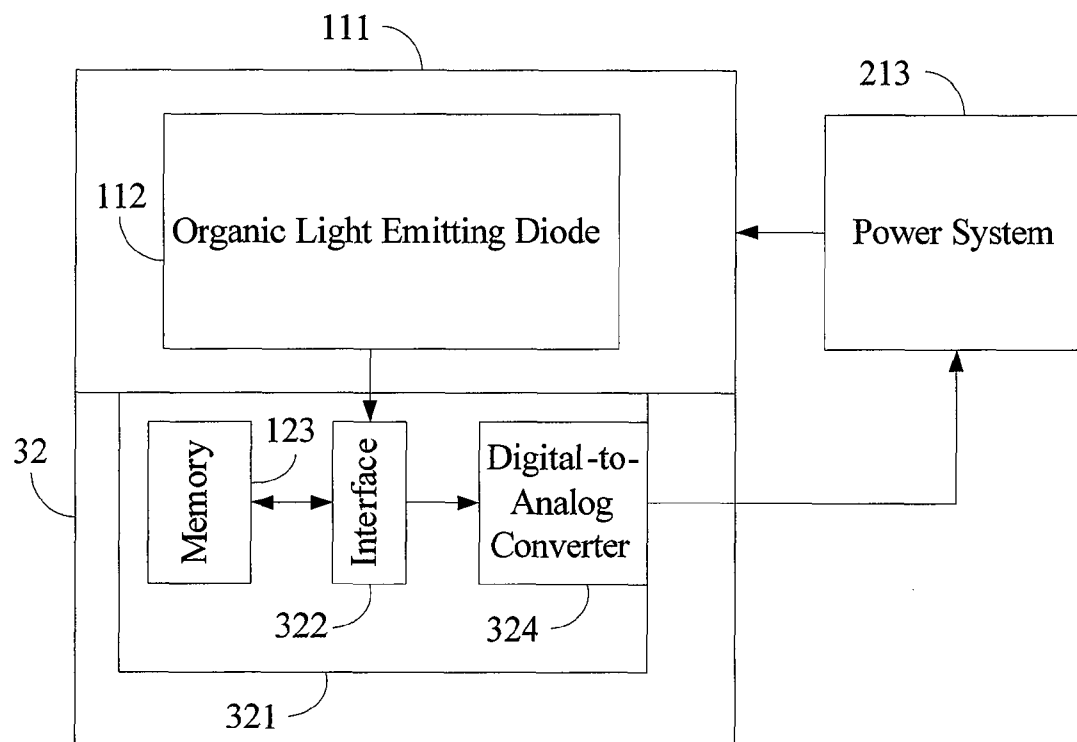 111
213
112
Organic Light Emitting Diode
Power System
32
Memory
123
Interface
Digital-to-
Analog
Converter
322
324
321